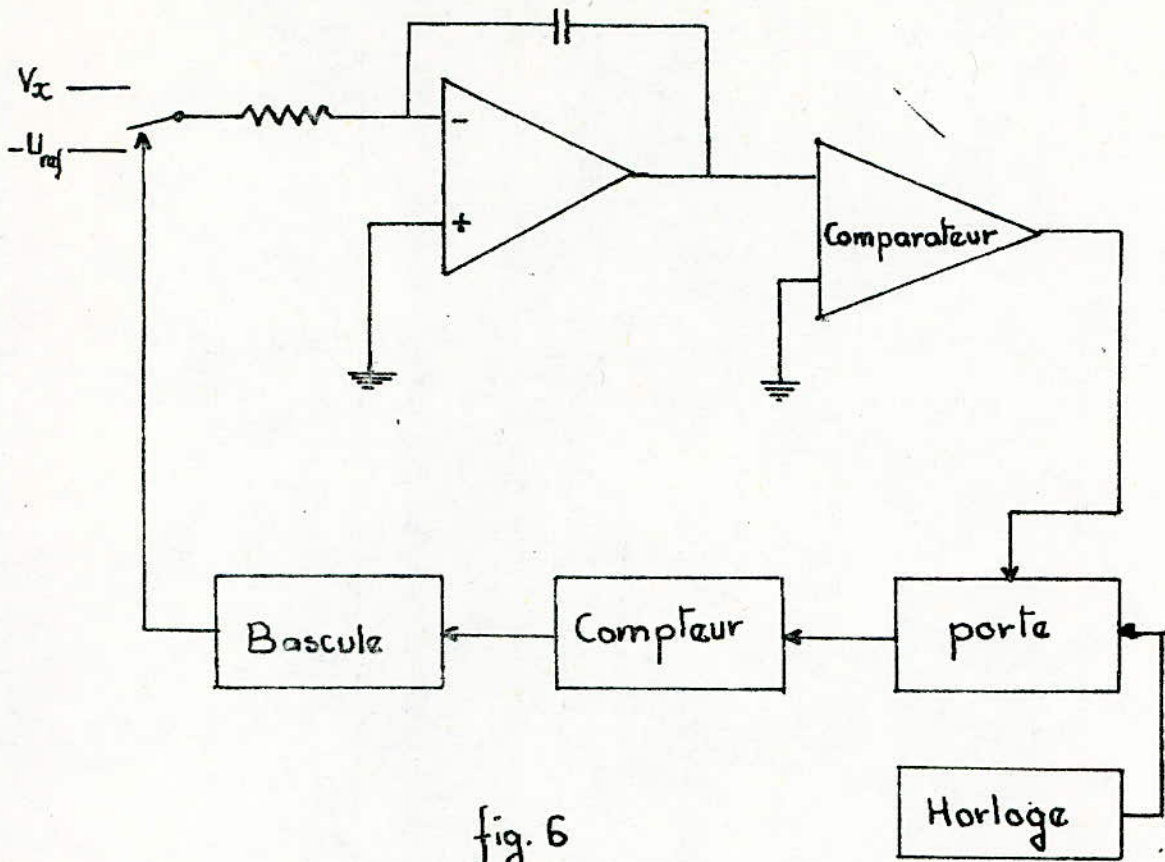 Vx
-Uref
-
+
Comparateur
Bascule
Compteur
porte
Horloge
fig. 6